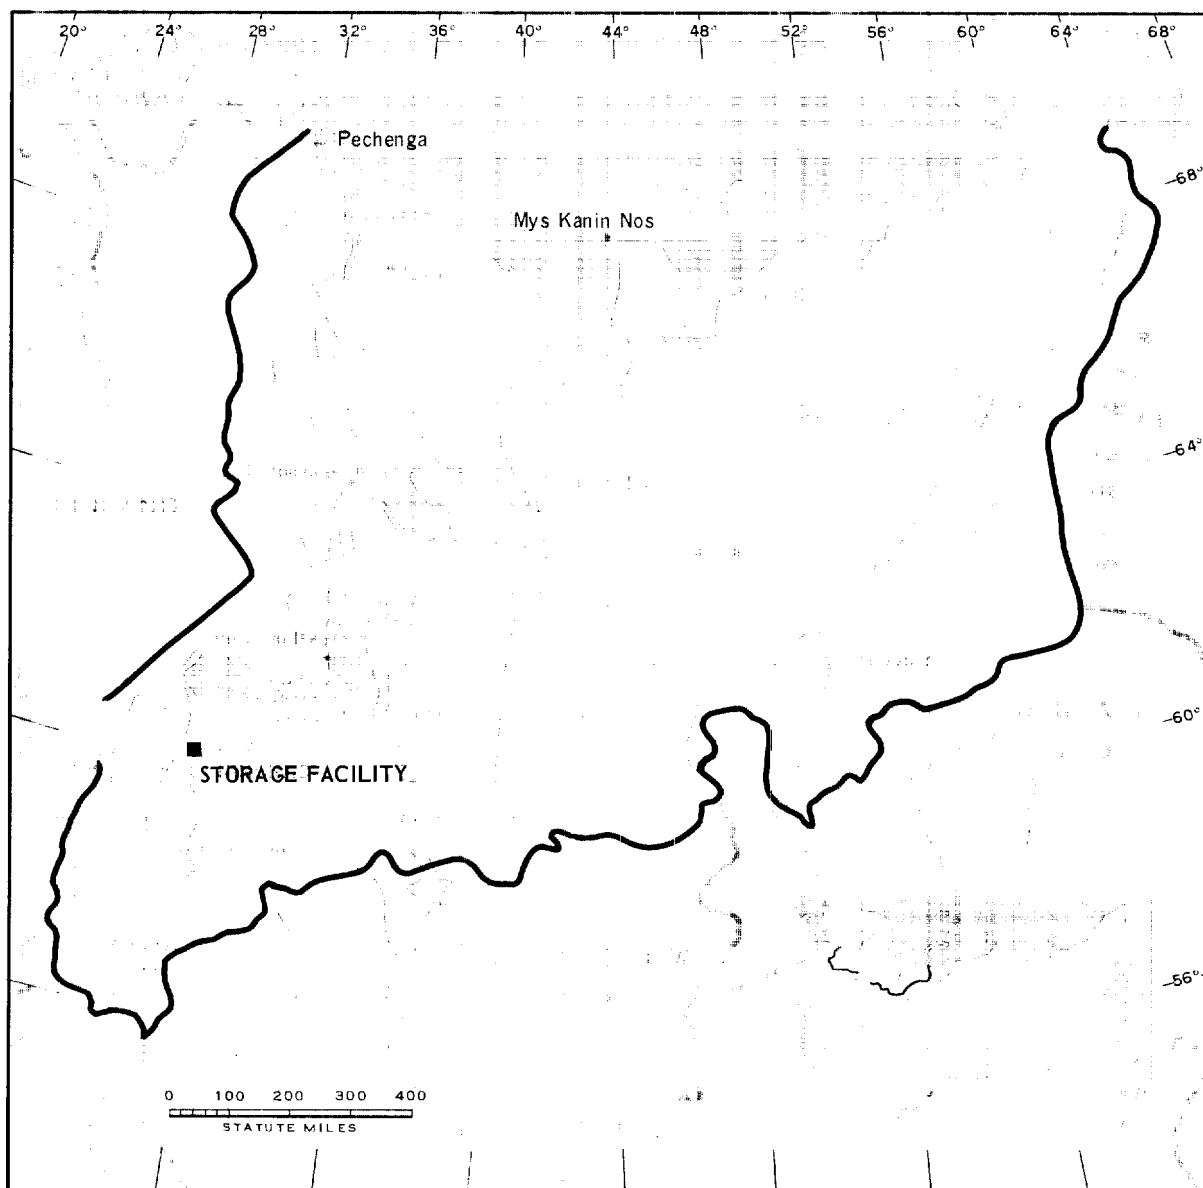 20° 24° 28° 32° 36° 40° 44° 48° 52° 56° 60° 64° 68°
Pechenga
68°
Mys Kanin Nos
64°
60°
STORAGE FACILITY
56°
0 100 200 300 400
STATUTE MILES